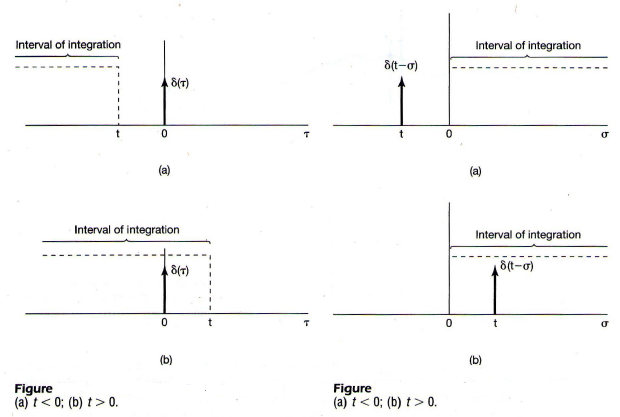 Interval of integration
δ(τ)
t
0
τ
(a)
Interval of integration
δ(τ)
0
t
τ
(b)
Figure
(a) t < 0; (b) t > 0.
Interval of integration
δ(t−σ)
t
0
σ
(a)
Interval of integration
δ(t−σ)
0
t
σ
(b)
Figure
(a) t < 0; (b) t > 0.